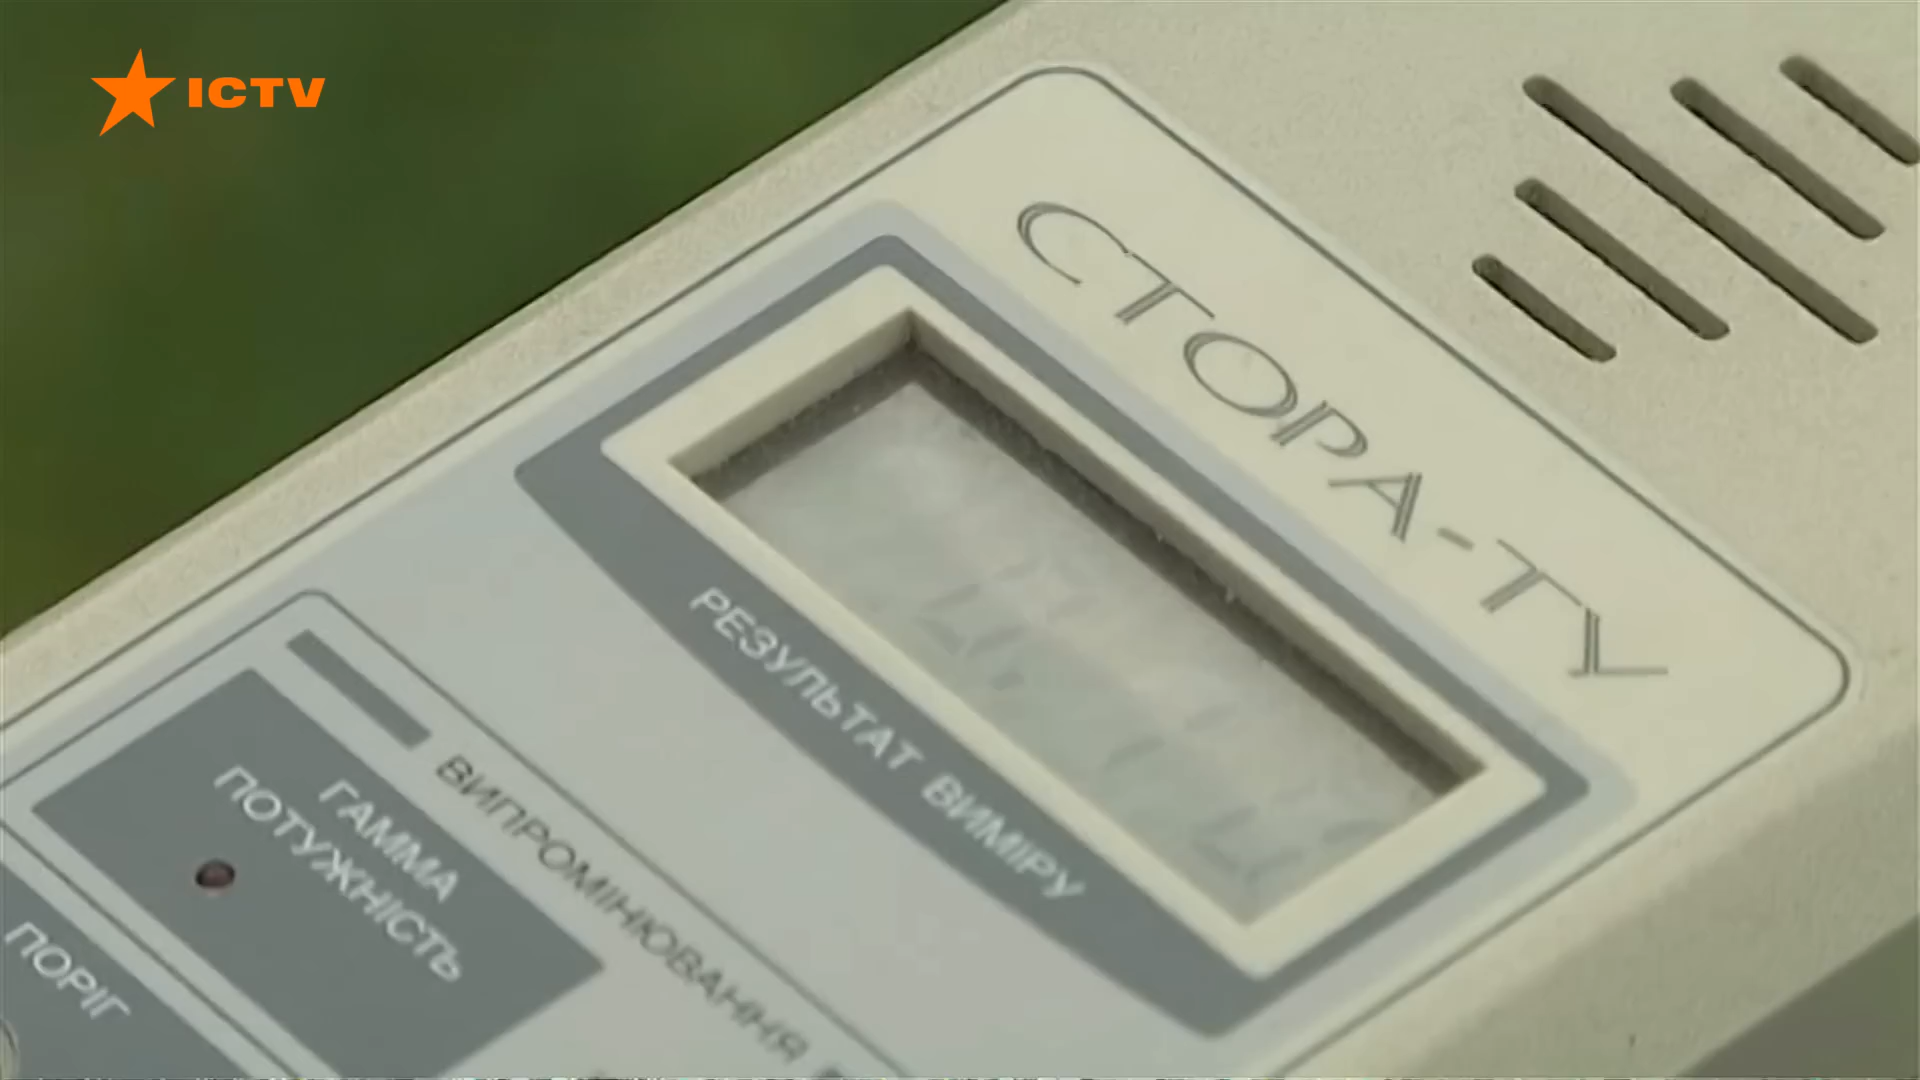 ICTV
СТОРА-ТУ
РЕЗУЛЬТАТ ВИМІРУ
ВИПРОМІНЮВАННЯ
ГАММА
ПОТУЖНІСТЬ
ПОРІГ